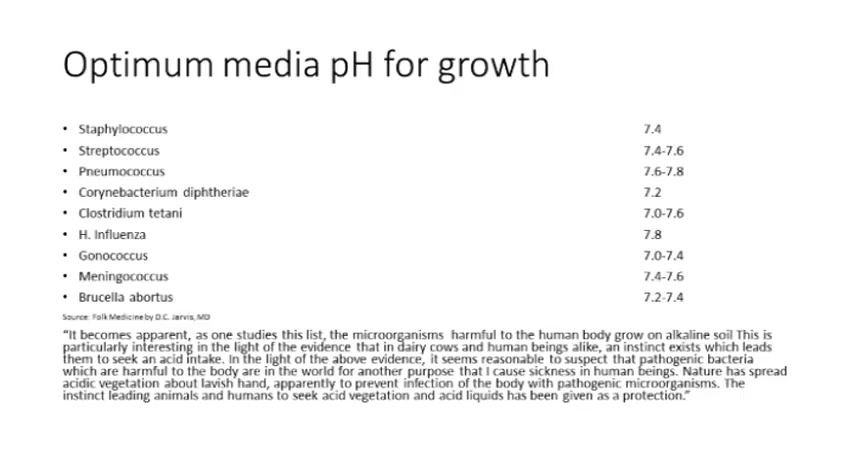 Optimum media pH for growth
• Staphylococcus 7.4
• Streptococcus 7.4-7.6
• Pneumococcus 7.6-7.8
• Corynebacterium diphtheriae 7.2
• Clostridium tetani 7.0-7.6
• H. Influenza 7.8
• Gonococcus 7.0-7.4
• Meningococcus 7.4-7.6
• Brucella abortus 7.2-7.4
Source: Folk Medicine by D.C. Jarvis, MD
“It becomes apparent, as one studies this list, the microorganisms harmful to the human body grow on alkaline soil This is
particularly interesting in the light of the evidence that in dairy cows and human beings alike, an instinct exists which leads
them to seek an acid intake. In the light of the above evidence, it seems reasonable to suspect that pathogenic bacteria
which are harmful to the body are in the world for another purpose that I cause sickness in human beings. Nature has spread
acidic vegetation about lavish hand, apparently to prevent infection of the body with pathogenic microorganisms. The
instinct leading animals and humans to seek acid vegetation and acid liquids has been given as a protection.”